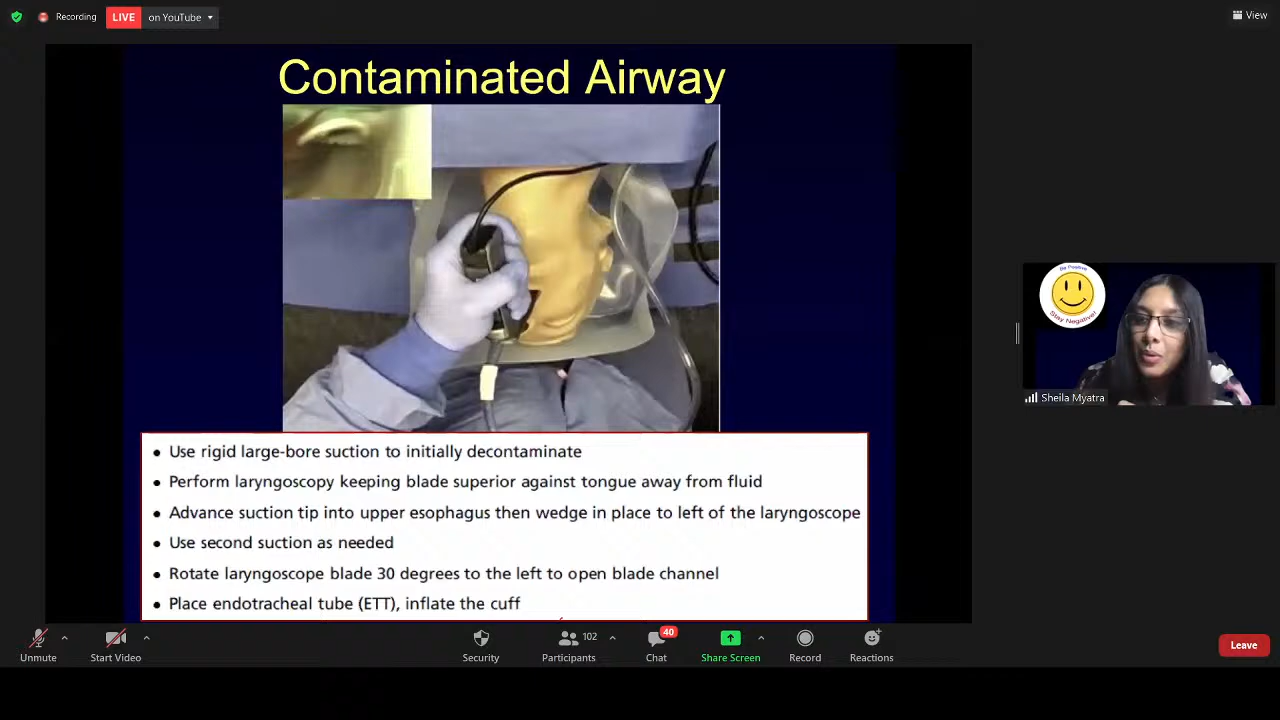 Recording
LIVE on YouTube
View
Contaminated Airway
Be Positive
Stay Negative!
Sheila Myatra
• Use rigid large-bore suction to initially decontaminate
• Perform laryngoscopy keeping blade superior against tongue away from fluid
• Advance suction tip into upper esophagus then wedge in place to left of the laryngoscope
• Use second suction as needed
• Rotate laryngoscope blade 30 degrees to the left to open blade channel
• Place endotracheal tube (ETT), inflate the cuff
Unmute
Start Video
Security
102
Participants
40
Chat
Share Screen
Record
Reactions
Leave